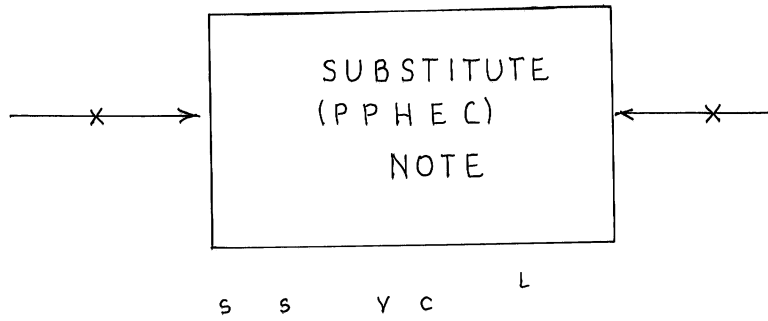 SUBSTITUTE
(PPHEC)
NOTE
L
S S Y C